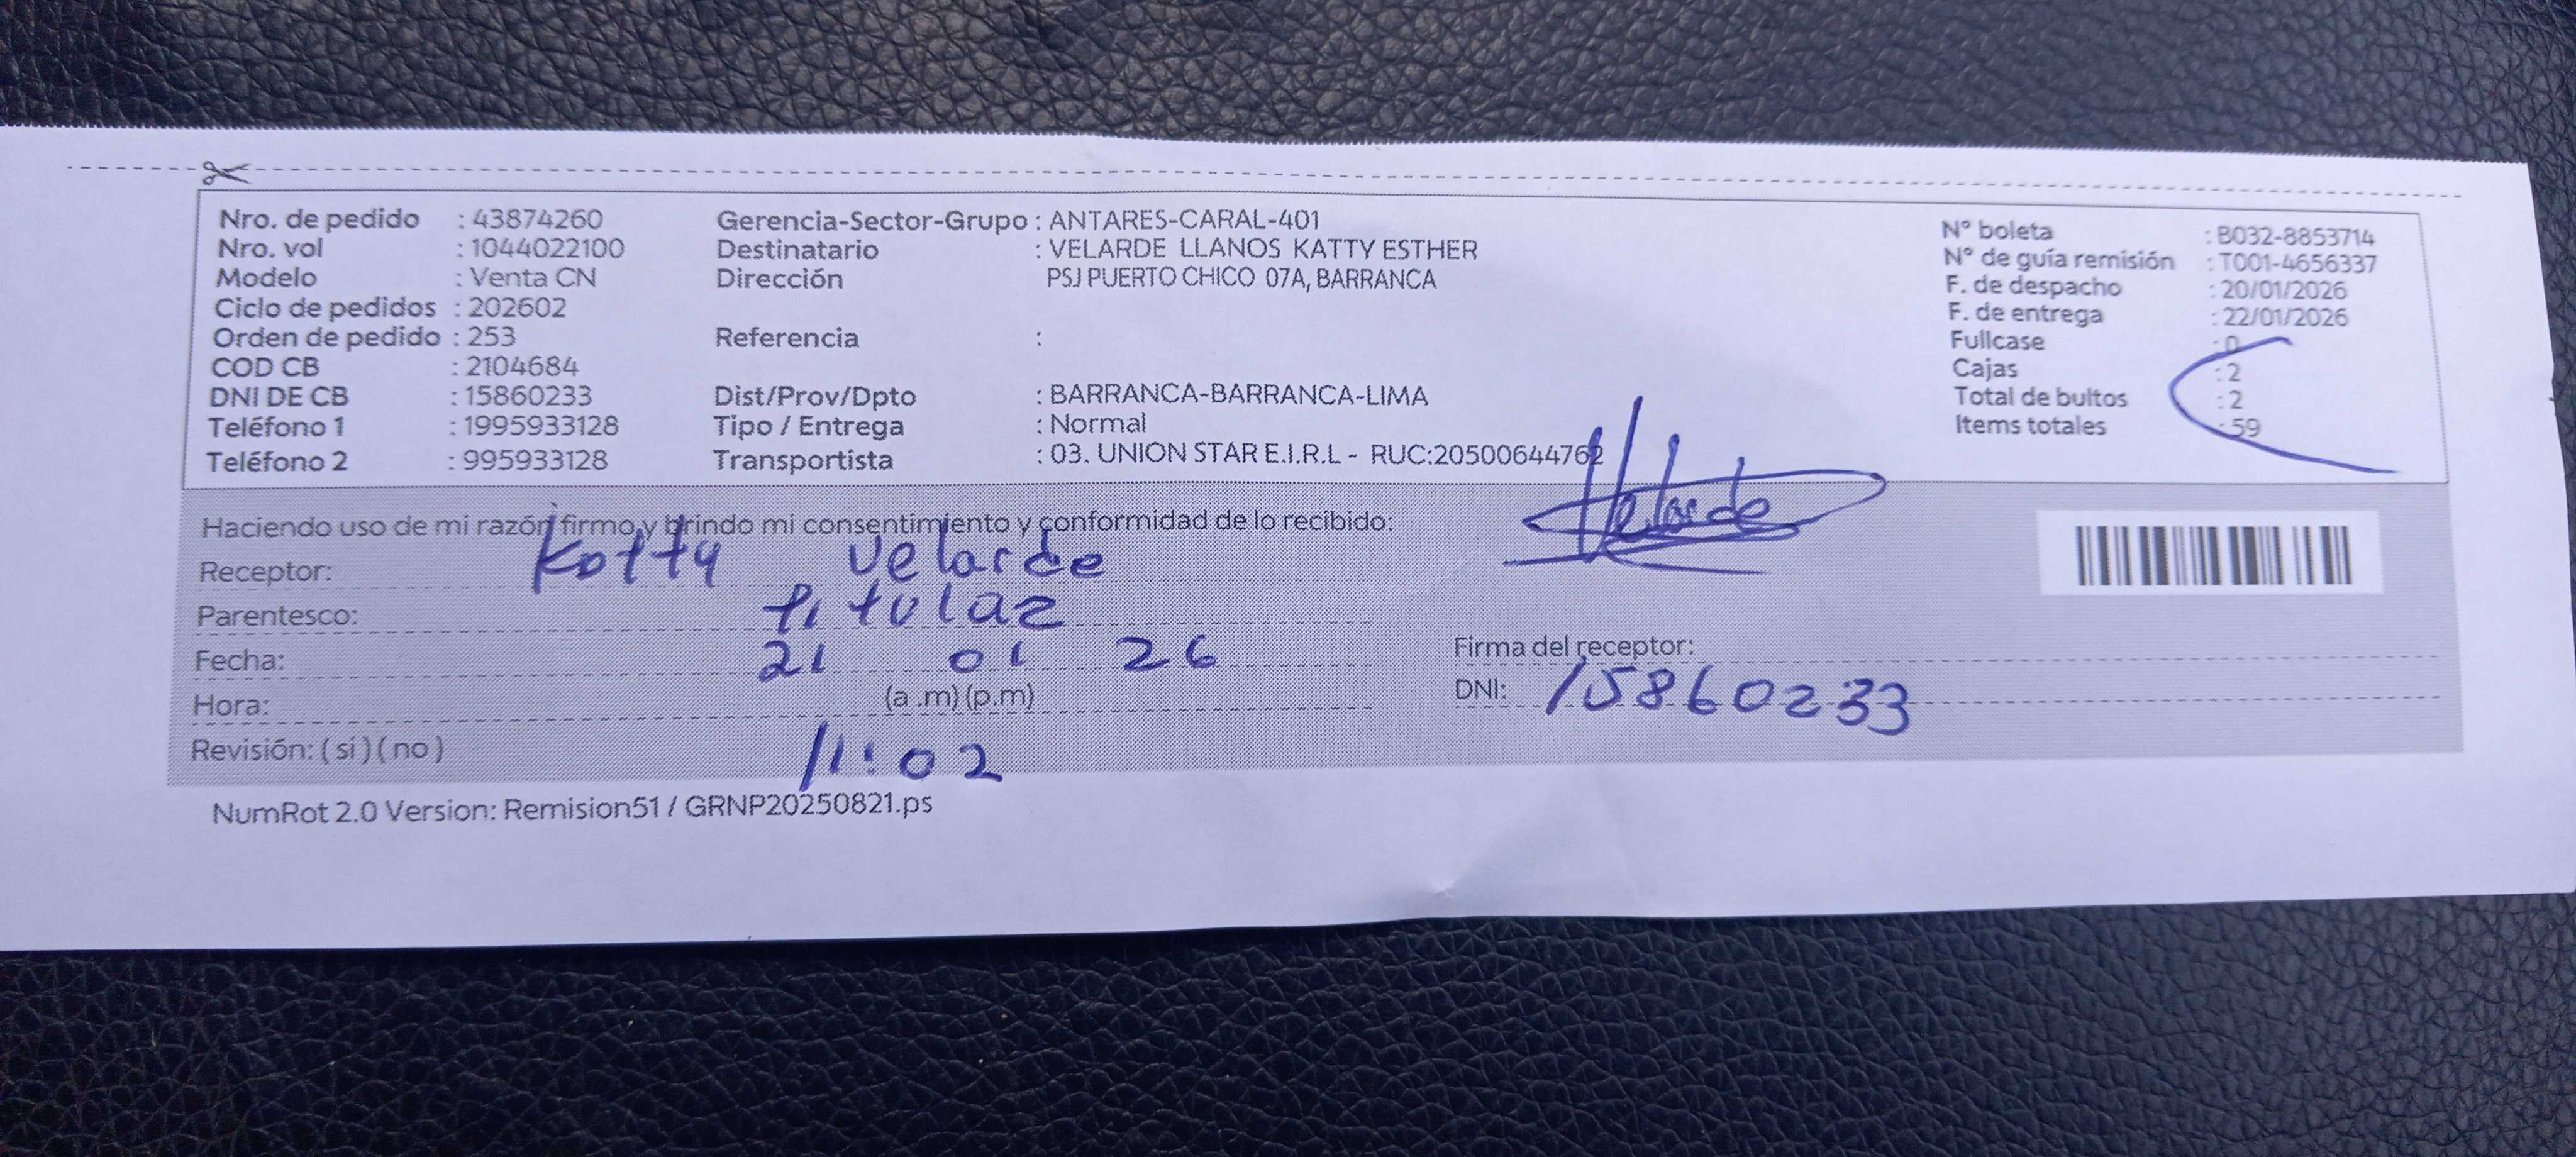 Nro. de pedido : 43874260
Nro. vol : 1044022100
Modelo : Venta CN
Ciclo de pedidos : 202602
Orden de pedido : 253
COD CB : 2104684
DNI DE CB : 15860233
Teléfono 1 : 1995933128
Teléfono 2 : 995933128
Gerencia-Sector-Grupo : ANTARES-CARAL-401
Destinatario : VELARDE LLANOS KATTY ESTHER
Dirección PSJ PUERTO CHICO 07A, BARRANCA
Referencia :
Dist/Prov/Dpto : BARRANCA-BARRANCA-LIMA
Tipo / Entrega : Normal
Transportista : 03. UNION STAR E.I.R.L - RUC:20500644762
N° boleta : B032-8853714
N° de guía remisión : T001-4656337
F. de despacho : 20/01/2026
F. de entrega : 22/01/2026
Fullcase : 0
Cajas : 2
Total de bultos : 2
Items totales : 59
Haciendo uso de mi razón firmo y brindo mi consentimiento y conformidad de lo recibido:
Receptor: Katty Velarde
Parentesco: titular
Fecha: 21 01 26
Hora: (a.m)(p.m)
Revisión: ( si ) ( no ) 11:02
Velarde
Firma del receptor:
DNI: 15860233
NumRot 2.0 Version: Remision51 / GRNP20250821.ps